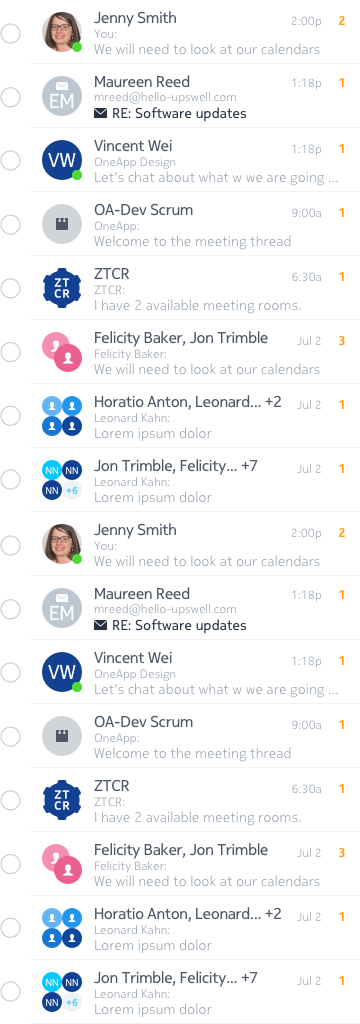 Jenny Smith 2:00p 2
You:
We will need to look at our calendars
Maureen Reed 1:18p 1
EM mreed@hello-upswell.com
RE: Software updates
Vincent Wei 1:18p 1
VW OneApp Design
Let's chat about what w we are going ...
OA-Dev Scrum 9:00a 1
OneApp:
Welcome to the meeting thread
ZTCR 6:30a 1
ZT
CR ZTCR:
I have 2 available meeting rooms.
Felicity Baker, Jon Trimble Jul 2 3
Felicity Baker:
We will need to look at our calendars
Horatio Anton, Leonard... +2 Jul 2 1
Leonard Kahn:
Lorem ipsum dolor
Jon Trimble, Felicity... +7 Jul 2 1
NN NN Leonard Kahn:
NN +6 Lorem ipsum dolor
Jenny Smith 2:00p 2
You:
We will need to look at our calendars
Maureen Reed 1:18p 1
EM mreed@hello-upswell.com
RE: Software updates
Vincent Wei 1:18p 1
VW OneApp Design
Let's chat about what w we are going ...
OA-Dev Scrum 9:00a 1
OneApp:
Welcome to the meeting thread
ZTCR 6:30a 1
ZT
CR ZTCR:
I have 2 available meeting rooms.
Felicity Baker, Jon Trimble Jul 2 3
Felicity Baker:
We will need to look at our calendars
Horatio Anton, Leonard... +2 Jul 2 1
Leonard Kahn:
Lorem ipsum dolor
Jon Trimble, Felicity... +7 Jul 2 1
NN NN Leonard Kahn:
NN +6 Lorem ipsum dolor